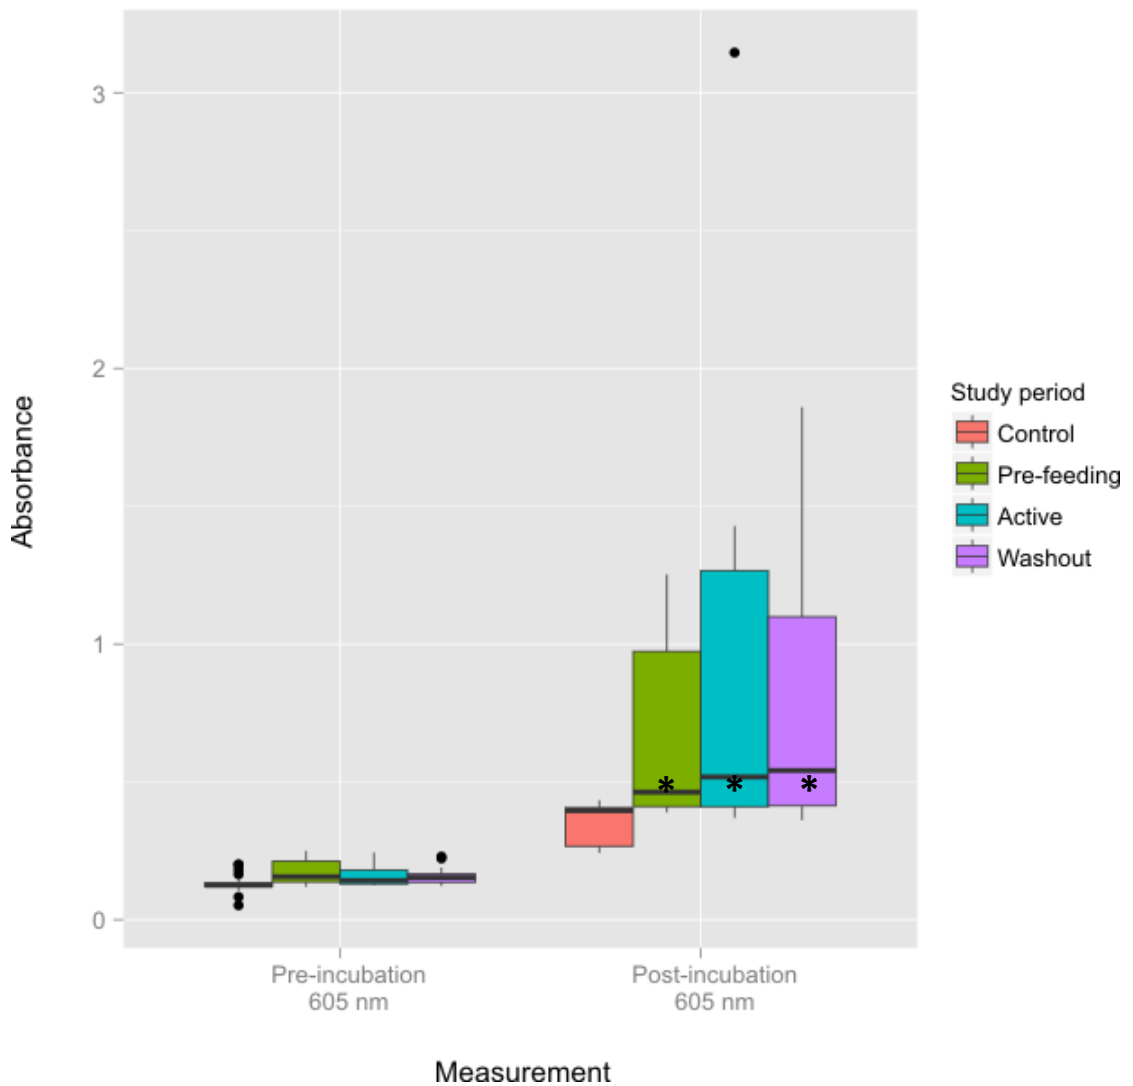 3
2
1
0
Absorbance
* * *
Pre-incubation
605 nm
Post-incubation
605 nm
Measurement
Study period
Control
Pre-feeding
Active
Washout